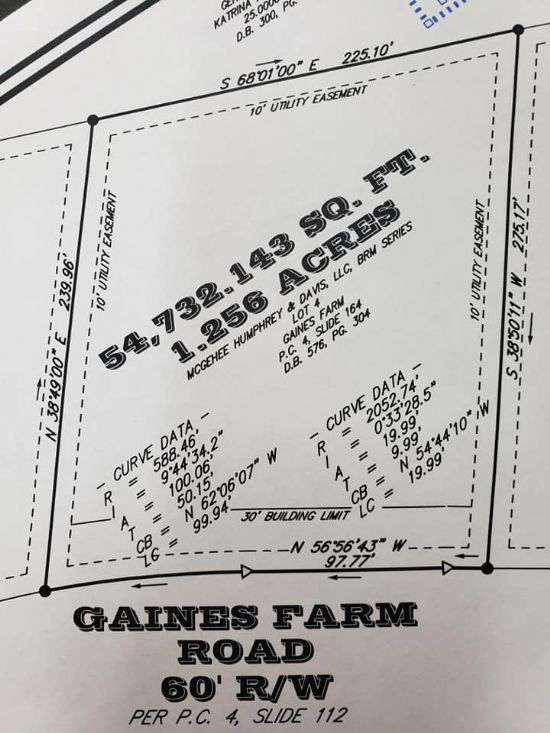 KATRINA
25.000
D.B. 300, PG.
S 68°01'00" E 225.10'
10' UTILITY EASEMENT
N 38°49'00" E 239.96'
10' UTILITY EASEMENT
54,732.143 SQ. FT.
1.256 ACRES
MCGEHEE HUMPHREY & DAVIS, LLC, BRM SERIES
LOT 4
GAINES FARM
P.C. 4, SLIDE 164
D.B. 576, PG. 304
10' UTILITY EASEMENT
S 38°50'11" W 275.17'
- CURVE DATA -
R = 588.46'
I = 9°44'34.2"
A = 100.06'
T = 50.15'
CB = N 62°06'07" W
LC = 99.94'
- CURVE DATA -
R = 2052.74'
I = 0°33'28.5"
A = 19.99'
T = 9.99'
CB = N 54°44'10" W
LC = 19.99'
30' BUILDING LIMIT
N 56°56'43" W
97.77'
GAINES FARM
ROAD
60' R/W
PER P.C. 4, SLIDE 112